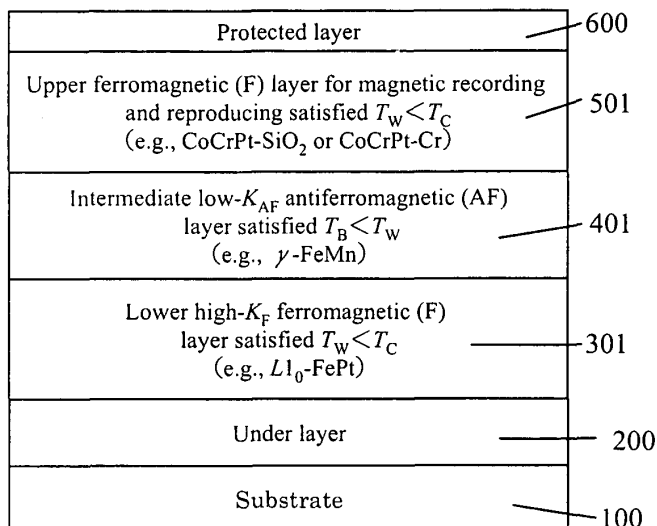 Protected layer
600
Upper ferromagnetic (F) layer for magnetic recording
and reproducing satisfied T_W < T_C
(e.g., CoCrPt-SiO₂ or CoCrPt-Cr)
501
Intermediate low-K_AF antiferromagnetic (AF)
layer satisfied T_B < T_W
(e.g., γ-FeMn)
401
Lower high-K_F ferromagnetic (F)
layer satisfied T_W < T_C
(e.g., L1₀-FePt)
301
Under layer
200
Substrate
100